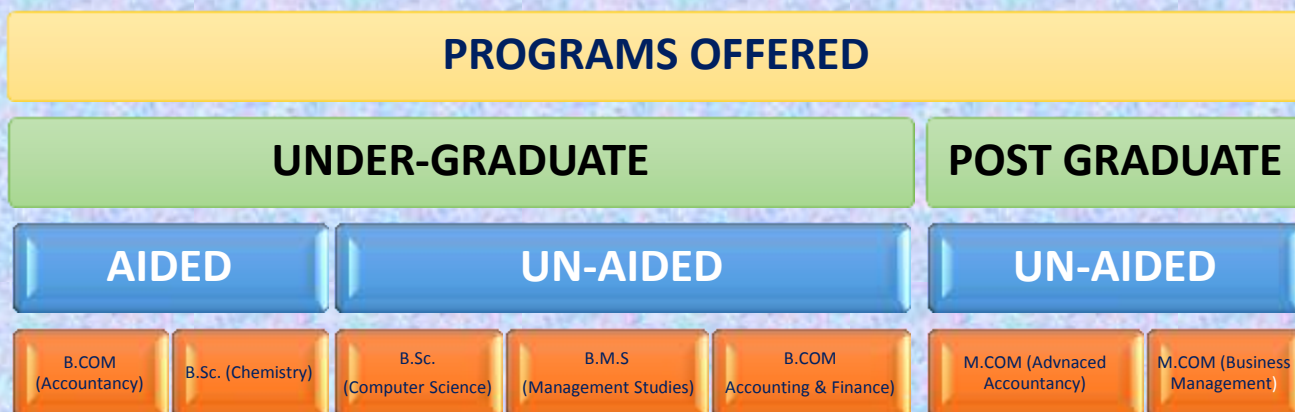 PROGRAMS OFFERED
UNDER-GRADUATE
POST GRADUATE
AIDED
UN-AIDED
UN-AIDED
B.COM
(Accountancy)
B.Sc. (Chemistry)
B.Sc.
(Computer Science)
B.M.S
(Management Studies)
B.COM
Accounting & Finance)
M.COM (Advnaced
Accountancy)
M.COM (Business
Management)